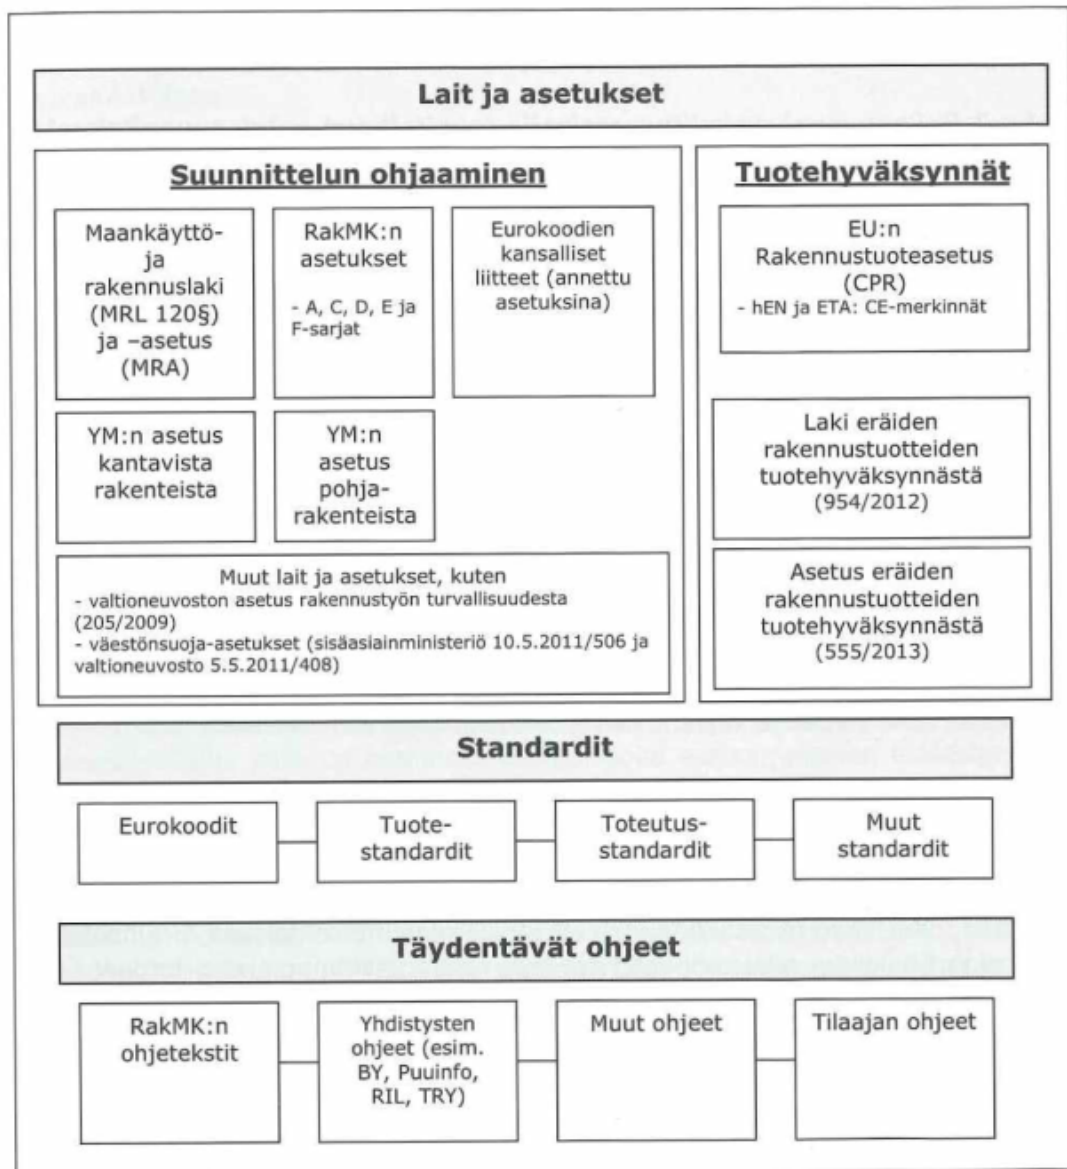 Lait ja asetukset
Suunnittelun ohjaaminen
Maankäyttö-
ja
rakennuslaki
(MRL 120§)
ja –asetus
(MRA)
RakMK:n
asetukset
- A, C, D, E ja
F-sarjat
Eurokoodien
kansalliset
liitteet (annettu
asetuksina)
YM:n asetus
kantavista
rakenteista
YM:n
asetus
pohja-
rakenteista
Muut lait ja asetukset, kuten
- valtioneuvoston asetus rakennustyön turvallisuudesta
(205/2009)
- väestönsuoja-asetukset (sisäasiainministeriö 10.5.2011/506 ja
valtioneuvosto 5.5.2011/408)
Tuotehyväksynnät
EU:n
Rakennustuoteasetus
(CPR)
- hEN ja ETA: CE-merkinnät
Laki eräiden
rakennustuotteiden
tuotehyväksynnästä
(954/2012)
Asetus eräiden
rakennustuotteiden
tuotehyväksynnästä
(555/2013)
Standardit
Eurokoodit
Tuote-
standardit
Toteutus-
standardit
Muut
standardit
Täydentävät ohjeet
RakMK:n
ohjetekstit
Yhdistysten
ohjeet (esim.
BY, Puuinfo,
RIL, TRY)
Muut ohjeet
Tilaajan ohjeet